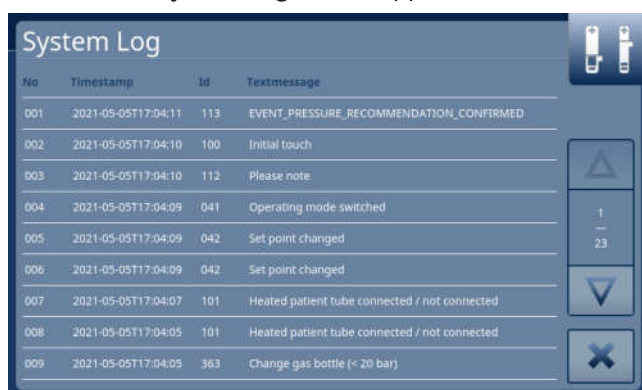 System Log
No Timestamp Id Textmessage
001 2021-05-05T17:04:11 113 EVENT_PRESSURE_RECOMMENDATION_CONFIRMED
002 2021-05-05T17:04:10 100 Initial touch
003 2021-05-05T17:04:10 112 Please note
004 2021-05-05T17:04:09 041 Operating mode switched
005 2021-05-05T17:04:09 042 Set point changed
006 2021-05-05T17:04:09 042 Set point changed
007 2021-05-05T17:04:07 101 Heated patient tube connected / not connected
008 2021-05-05T17:04:05 101 Heated patient tube connected / not connected
009 2021-05-05T17:04:05 363 Change gas bottle (< 20 bar)
1
23